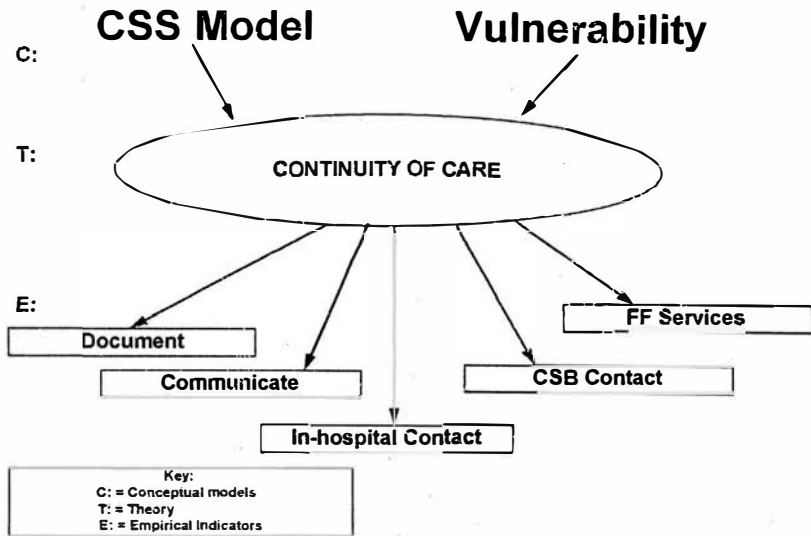 CSS Model Vulnerability
C:
T: CONTINUITY OF CARE
E:
FF Services
Document
Communicate
CSB Contact
In-hospital Contact
Key:
C: = Conceptual models
T: = Theory
E: = Empirical Indicators